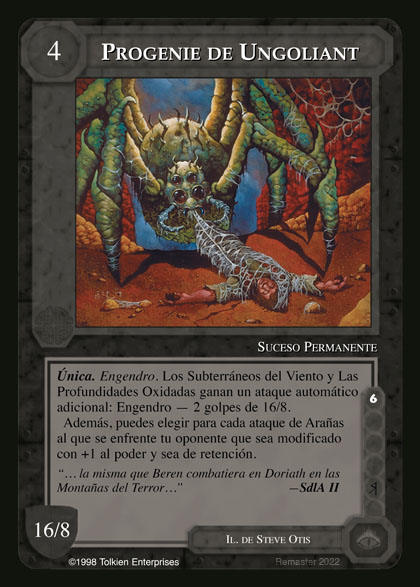 4
PROGENIE DE UNGOLIANT
SUCESO PERMANENTE
Única. Engendro. Los Subterráneos del Viento y Las
Profundidades Oxidadas ganan un ataque automático
adicional: Engendro — 2 golpes de 16/8.
Además, puedes elegir para cada ataque de Arañas
al que se enfrente tu oponente que sea modificado
con +1 al poder y sea de retención.
“… la misma que Beren combatiera en Doriath en las
Montañas del Terror…” —SdlA II
6
16/8
IL. DE STEVE OTIS
©1998 Tolkien Enterprises
Remaster 2022